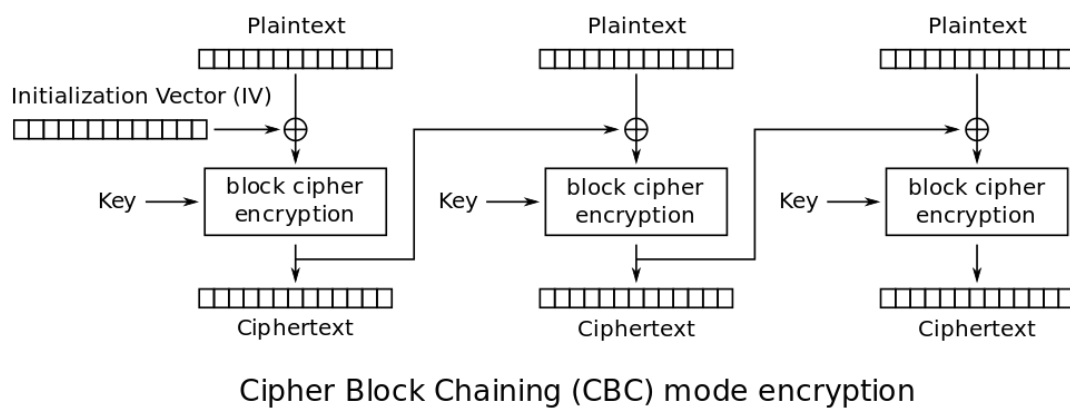 Plaintext
Plaintext
Plaintext
Initialization Vector (IV)
Key
block cipher
encryption
Key
block cipher
encryption
Key
block cipher
encryption
Ciphertext
Ciphertext
Ciphertext
Cipher Block Chaining (CBC) mode encryption